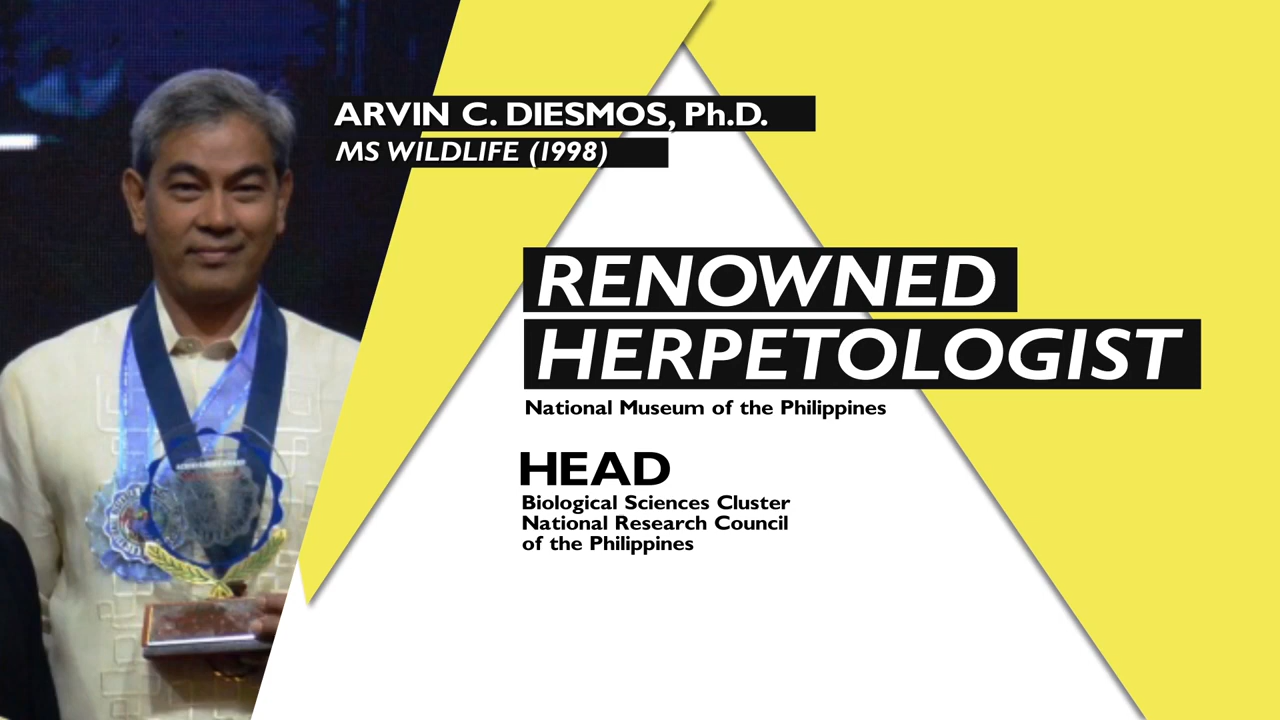 ARVIN C. DIESMOS, Ph.D.
MS WILDLIFE (1998)
RENOWNED
HERPETOLOGIST
National Museum of the Philippines
HEAD
Biological Sciences Cluster
National Research Council
of the Philippines